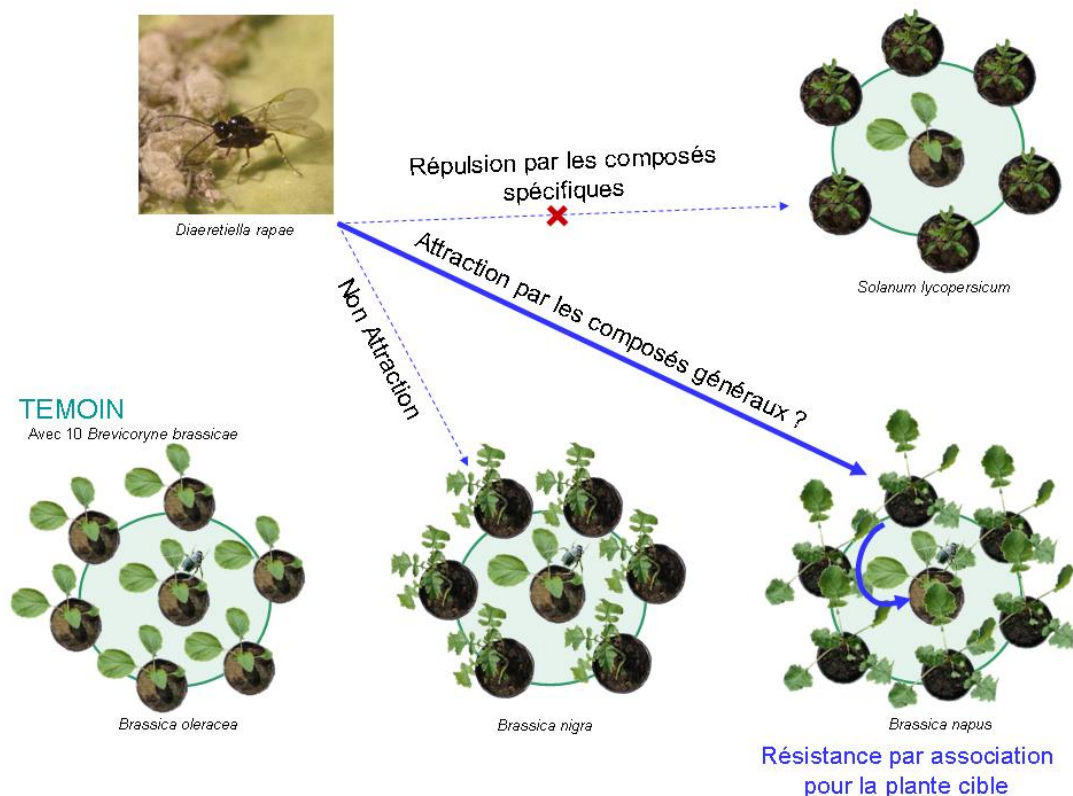 Diaeretiella rapae
Répulsion par les composés
spécifiques
Solanum lycopersicum
Attraction par les composés généraux ?
Non Attraction
TEMOIN
Avec 10 Brevicoryne brassicae
Brassica oleracea
Brassica nigra
Brassica napus
Résistance par association
pour la plante cible